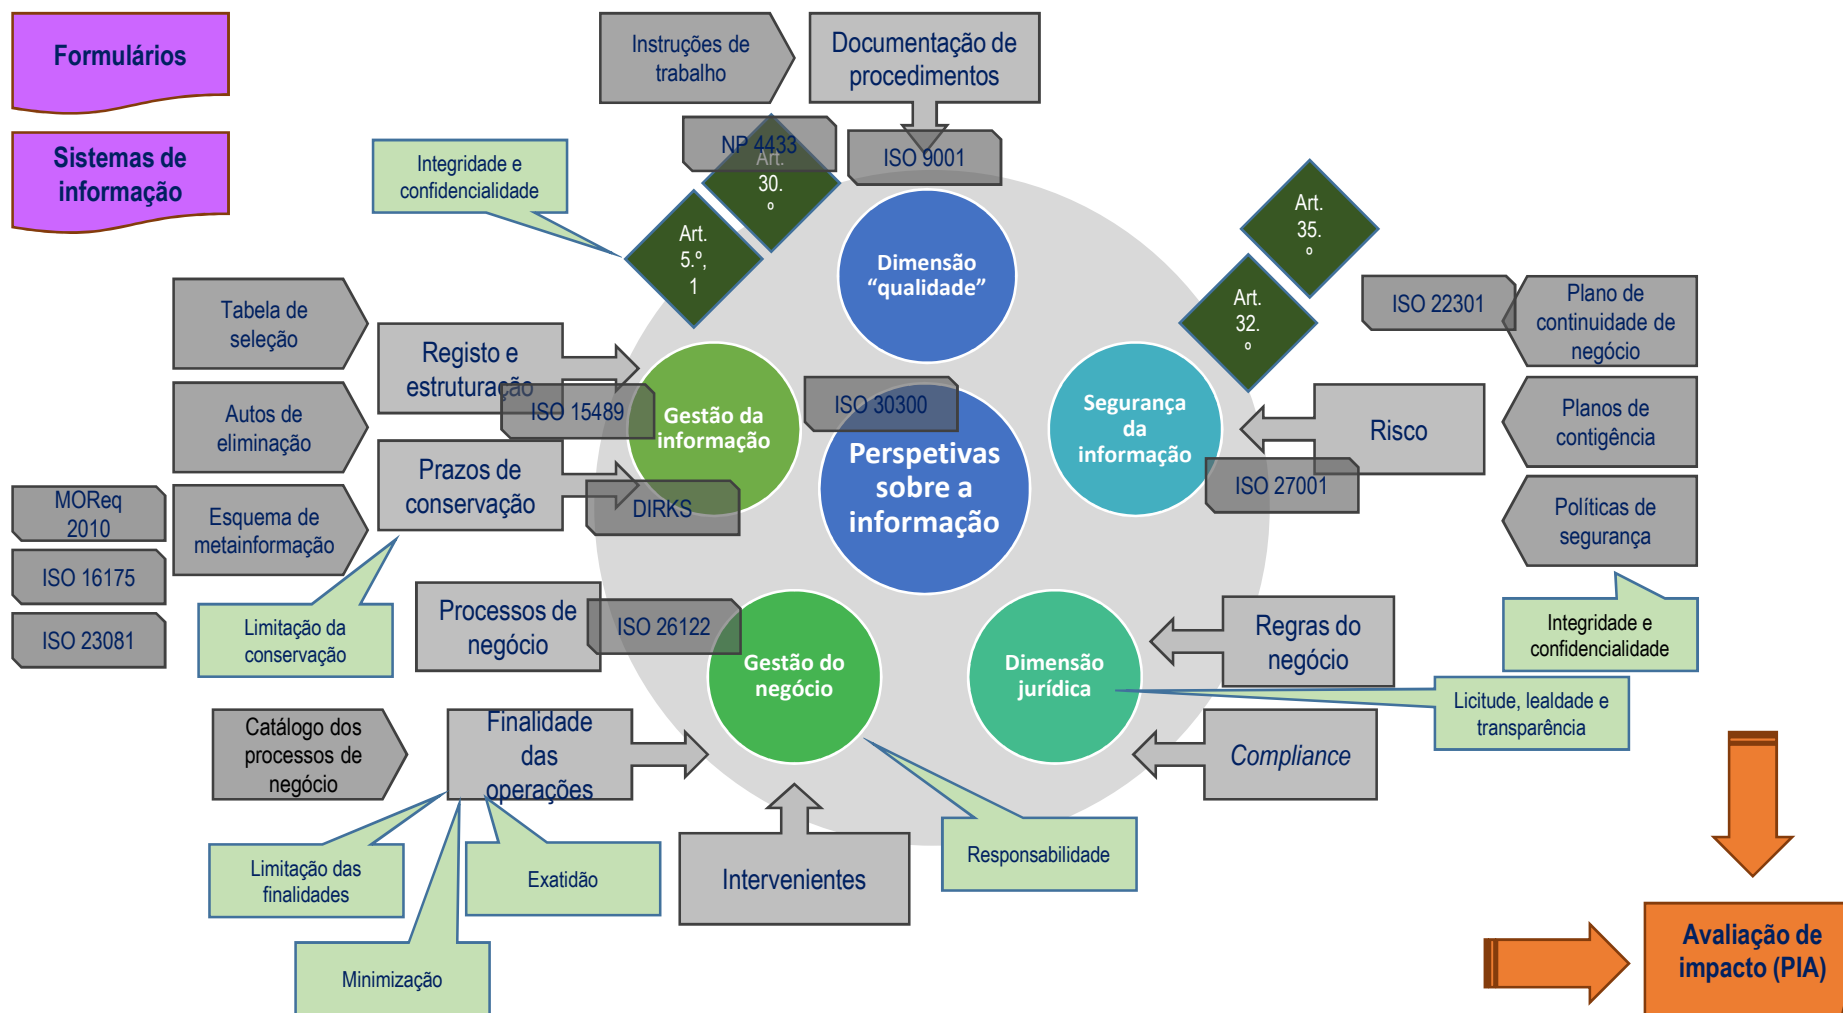 Formulários
Sistemas de
informação
Instruções de
trabalho
Documentação de
procedimentos
NP 4433
ISO 9001
Integridade e
confidencialidade
Art.
30.
º
Art.
5.º,
1
Dimensão
“qualidade”
Art.
35.
º
Art.
32.
º
ISO 22301
Plano de
continuidade de
negócio
Tabela de
seleção
Registo e
estruturação
ISO 15489
Gestão da
informação
ISO 30300
Perspetivas
sobre a
informação
Segurança
da
informação
Risco
Planos de
contigência
ISO 27001
Políticas de
segurança
Autos de
eliminação
Prazos de
conservação
DIRKS
MOReq
2010
Esquema de
metainformação
ISO 16175
ISO 23081
Limitação da
conservação
Processos de
negócio
ISO 26122
Gestão do
negócio
Dimensão
jurídica
Regras do
negócio
Integridade e
confidencialidade
Licitude, lealdade e
transparência
Catálogo dos
processos de
negócio
Finalidade
das
operações
Compliance
Limitação das
finalidades
Exatidão
Minimização
Intervenientes
Responsabilidade
Avaliação de
impacto (PIA)